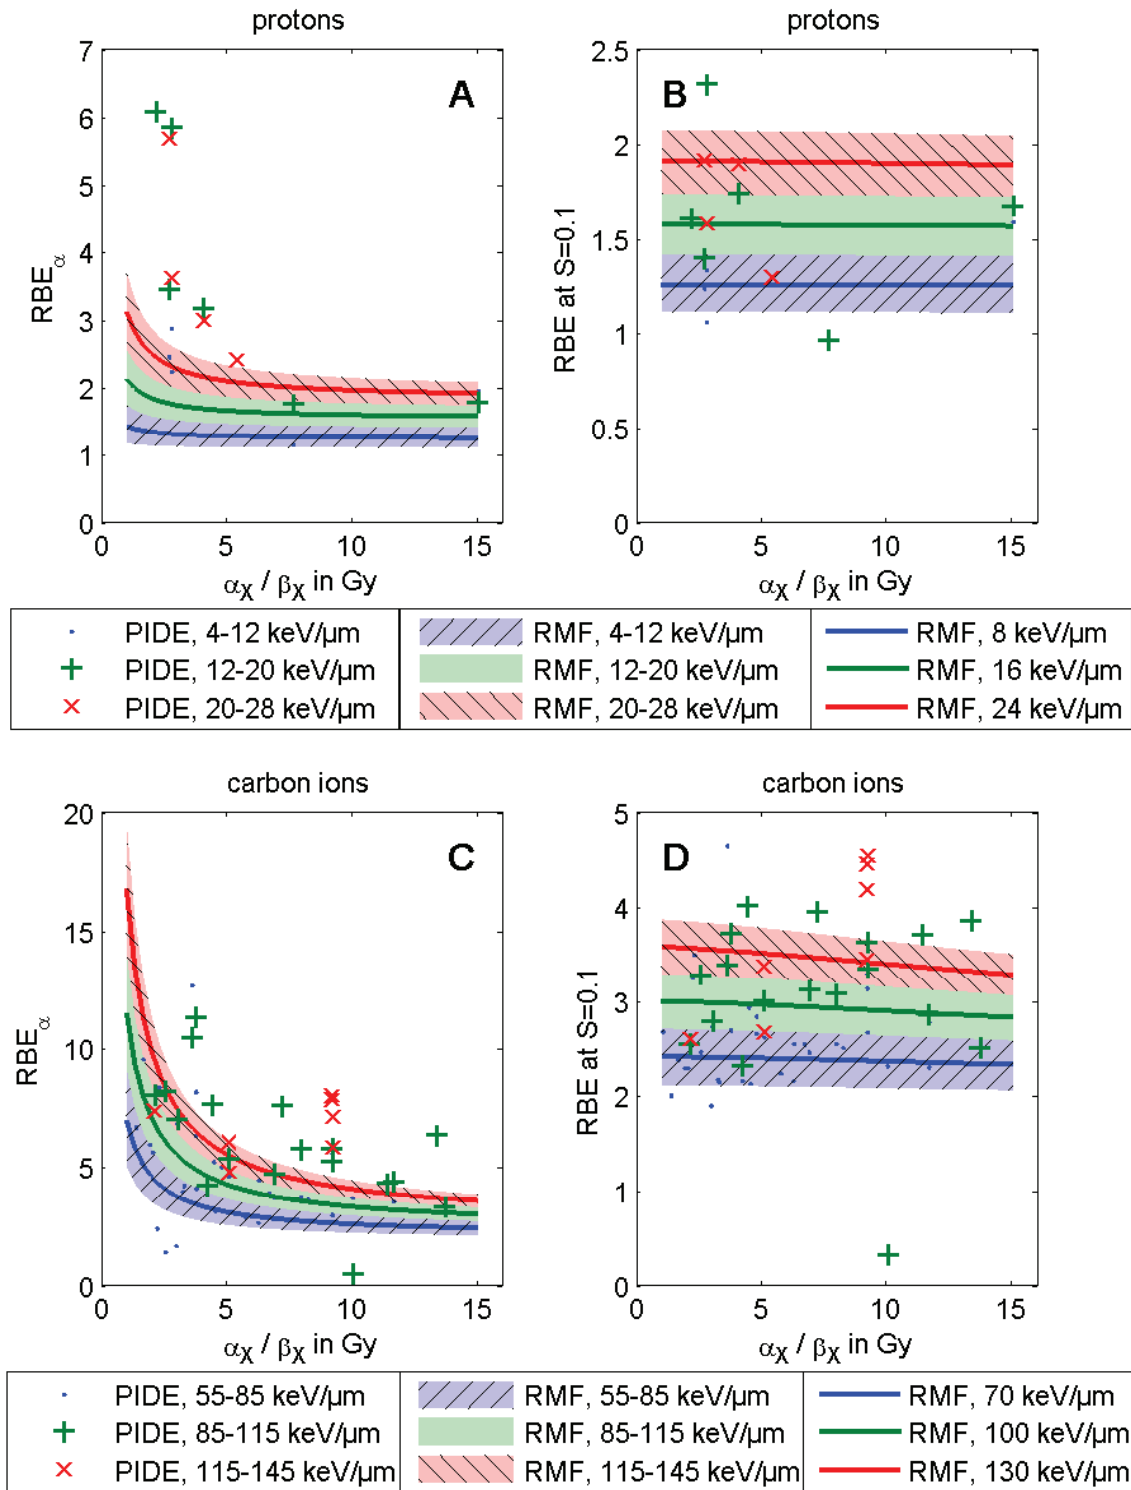 protons
7
6
5
4
3
2
1
0
0 5 10 15
RBEα
αX / βX in Gy
A
protons
2.5
2
1.5
1
0.5
0
0 5 10 15
RBE at S=0.1
αX / βX in Gy
B
PIDE, 4-12 keV/µm
PIDE, 12-20 keV/µm
PIDE, 20-28 keV/µm
RMF, 4-12 keV/µm
RMF, 12-20 keV/µm
RMF, 20-28 keV/µm
RMF, 8 keV/µm
RMF, 16 keV/µm
RMF, 24 keV/µm
carbon ions
20
15
10
5
0
0 5 10 15
RBEα
αX / βX in Gy
C
carbon ions
5
4
3
2
1
0
0 5 10 15
RBE at S=0.1
αX / βX in Gy
D
PIDE, 55-85 keV/µm
PIDE, 85-115 keV/µm
PIDE, 115-145 keV/µm
RMF, 55-85 keV/µm
RMF, 85-115 keV/µm
RMF, 115-145 keV/µm
RMF, 70 keV/µm
RMF, 100 keV/µm
RMF, 130 keV/µm